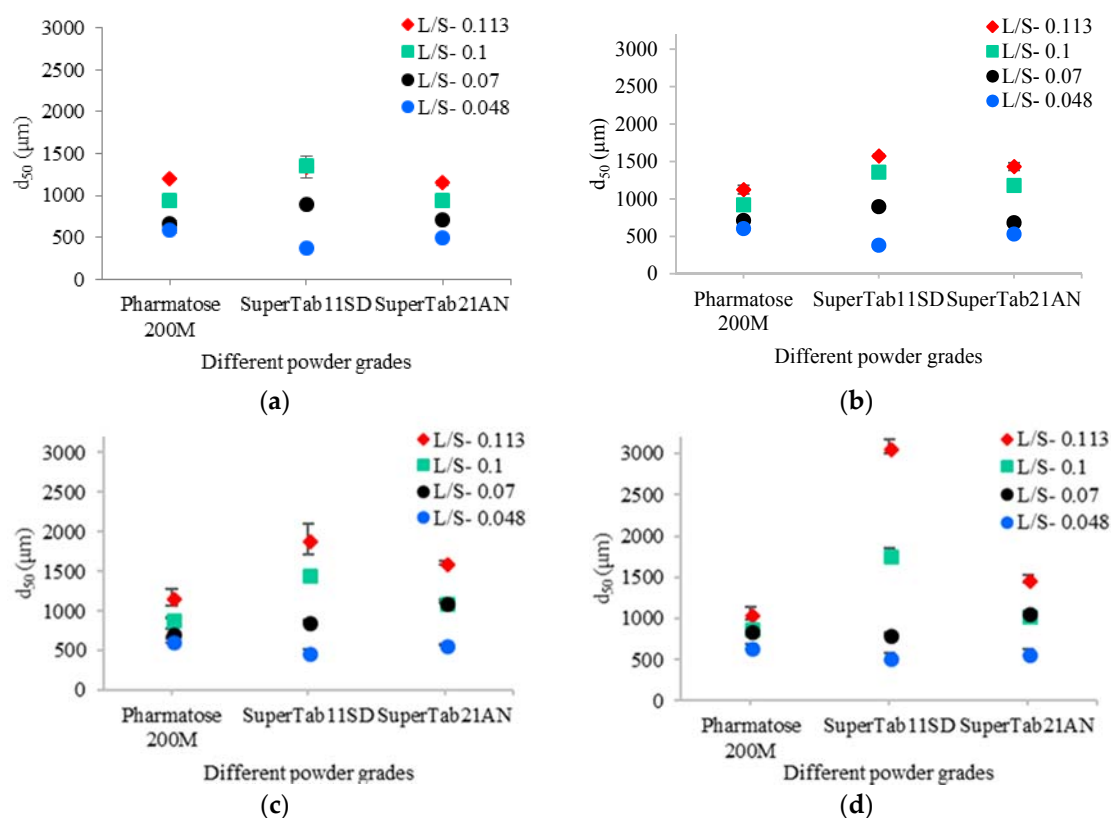 3000
2500
2000
1500
1000
500
0
d50 (µm)
L/S- 0.113
L/S- 0.1
L/S- 0.07
L/S- 0.048
Pharmatose
200M
SuperTab11SD
SuperTab21AN
Different powder grades
(a)
3000
2500
2000
1500
1000
500
0
d50 (µm)
L/S- 0.113
L/S- 0.1
L/S- 0.07
L/S- 0.048
Pharmatose
200M
SuperTab11SD
SuperTab21AN
Different powder grades
(b)
3000
2500
2000
1500
1000
500
0
d50 (µm)
L/S- 0.113
L/S- 0.1
L/S- 0.07
L/S- 0.048
Pharmatose
200M
SuperTab11SD
SuperTab21AN
Different powder grades
(c)
3000
2500
2000
1500
1000
500
0
d50 (µm)
L/S- 0.113
L/S- 0.1
L/S- 0.07
L/S- 0.048
Pharmatose
200M
SuperTab11SD
SuperTab21AN
Different powder grades
(d)